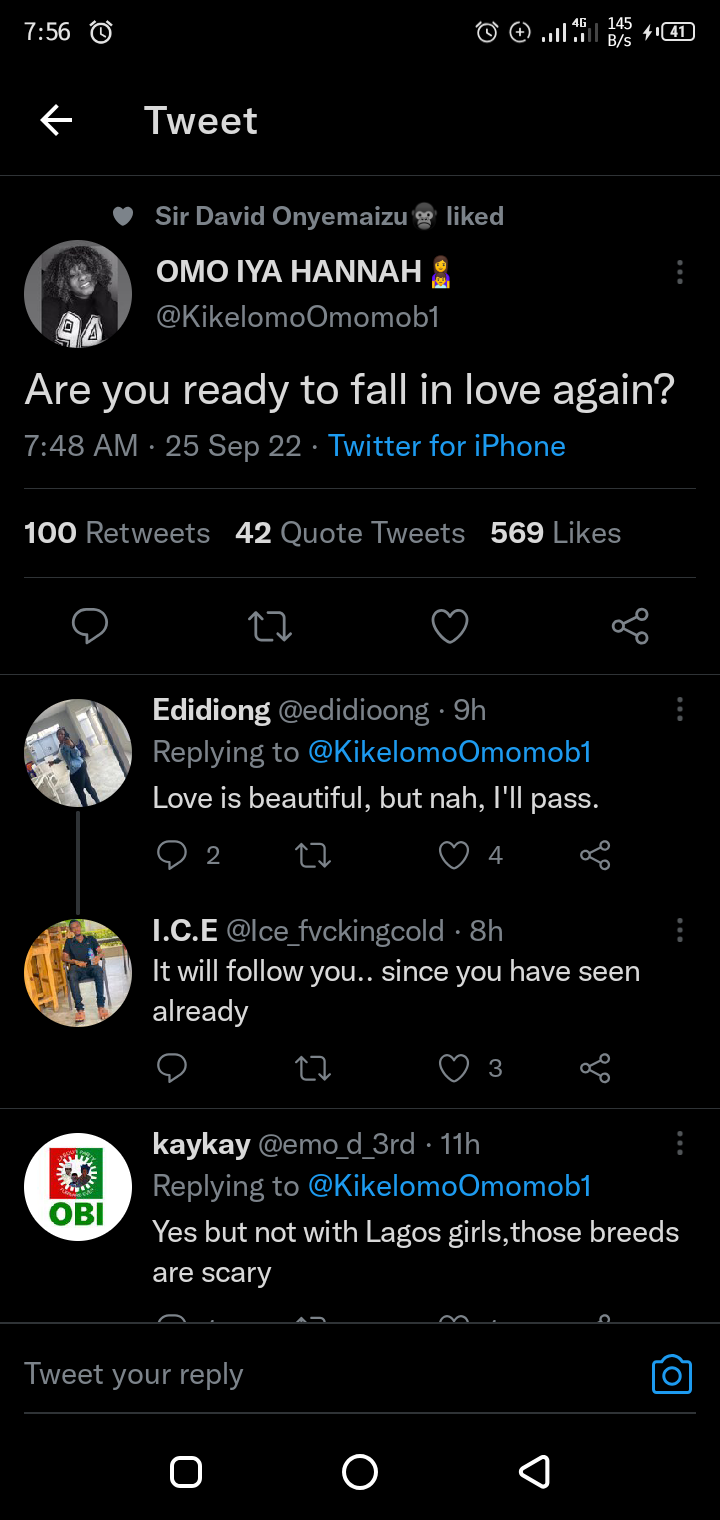 7:56
4G 145 B/s 41
Tweet
Sir David Onyemaizu liked
OMO IYA HANNAH
@KikelomoOmomob1
Are you ready to fall in love again?
7:48 AM · 25 Sep 22 · Twitter for iPhone
100 Retweets 42 Quote Tweets 569 Likes
Edidiong @edidioong · 9h
Replying to @KikelomoOmomob1
Love is beautiful, but nah, I'll pass.
2 4
I.C.E @Ice_fvckingcold · 8h
It will follow you.. since you have seen
already
3
kaykay @emo_d_3rd · 11h
Replying to @KikelomoOmomob1
OBI
Yes but not with Lagos girls,those breeds
are scary
Tweet your reply